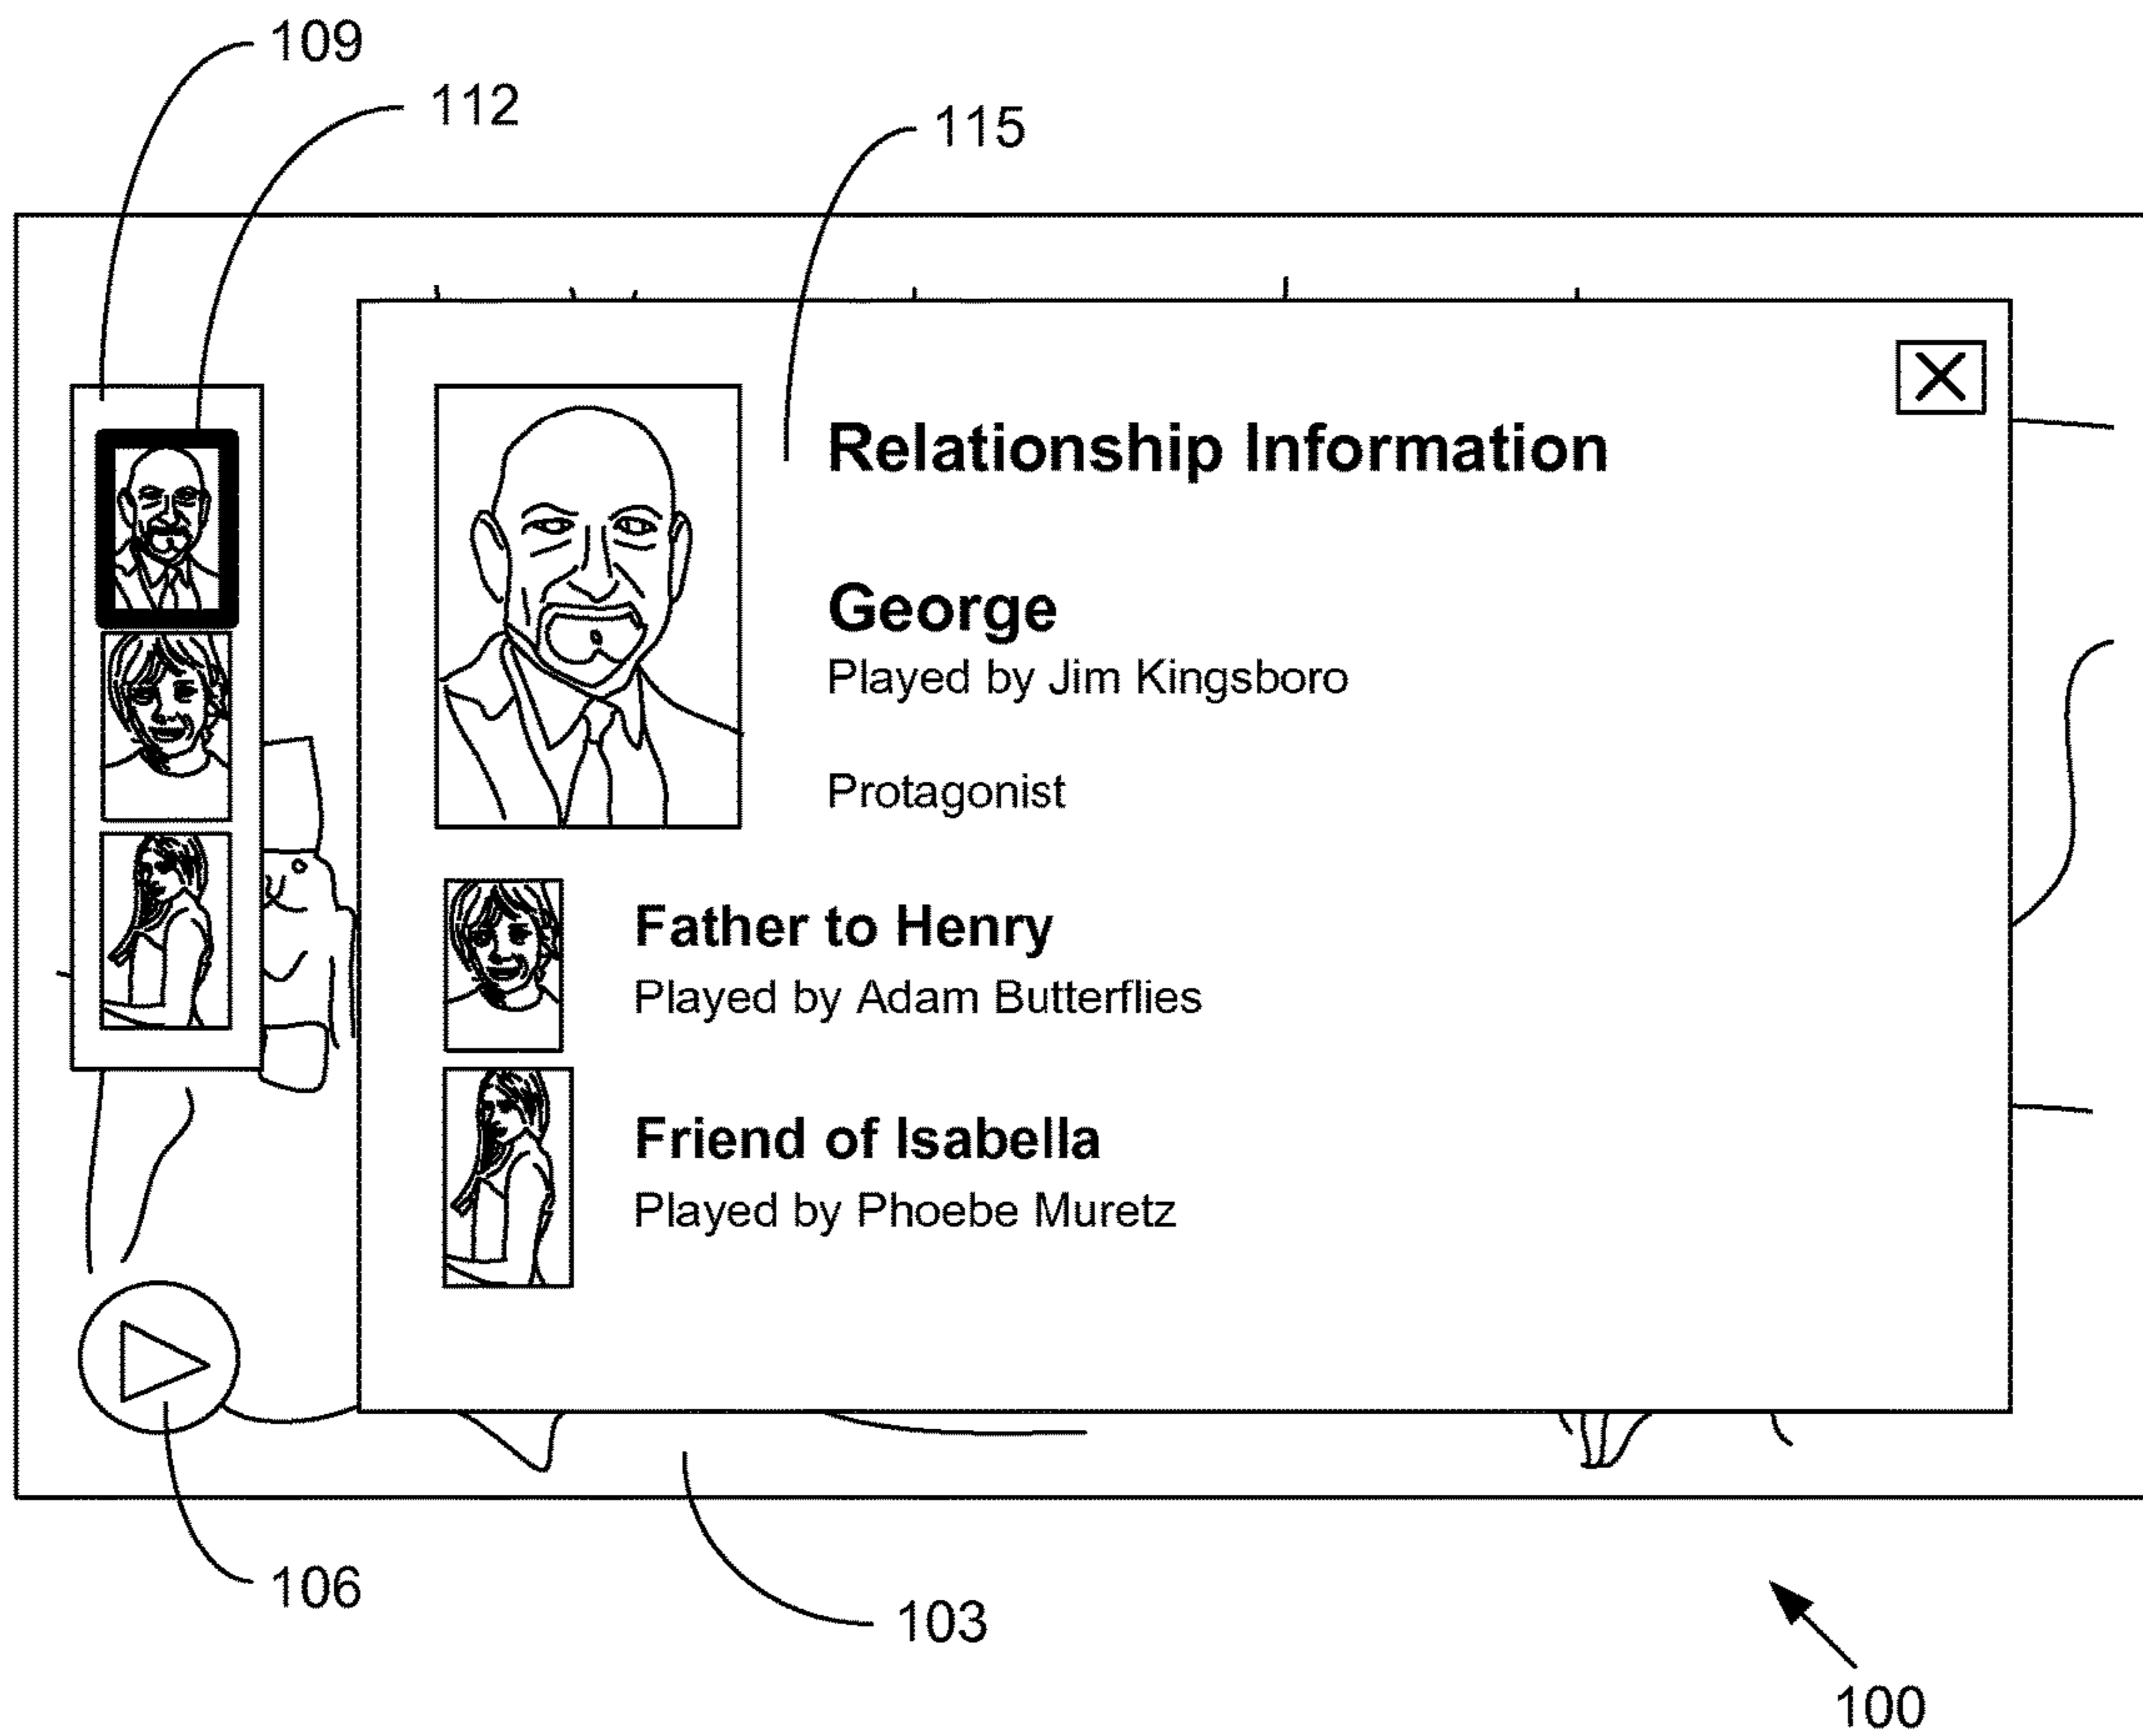 109
112
115
Relationship Information
George
Played by Jim Kingsboro
Protagonist
Father to Henry
Played by Adam Butterflies
Friend of Isabella
Played by Phoebe Muretz
106
103
100